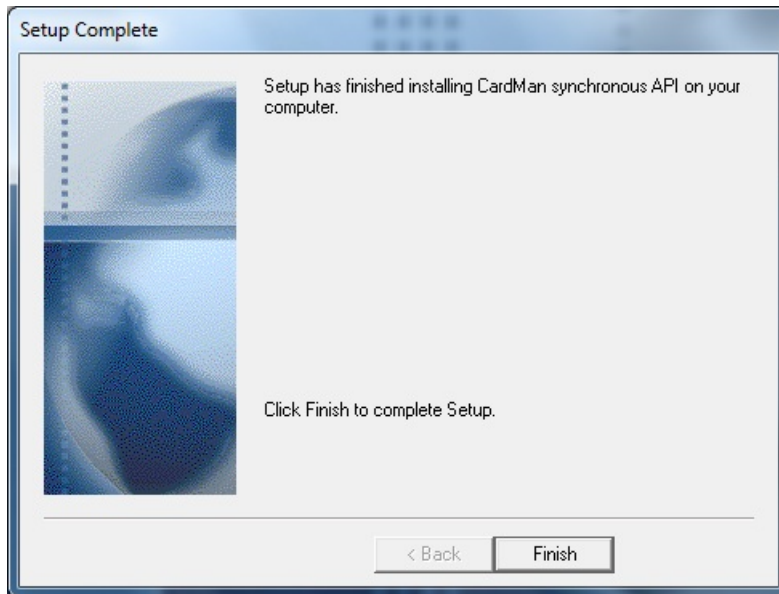 Setup Complete
Setup has finished installing CardMan synchronous API on your
computer.
Click Finish to complete Setup.
< Back
Finish